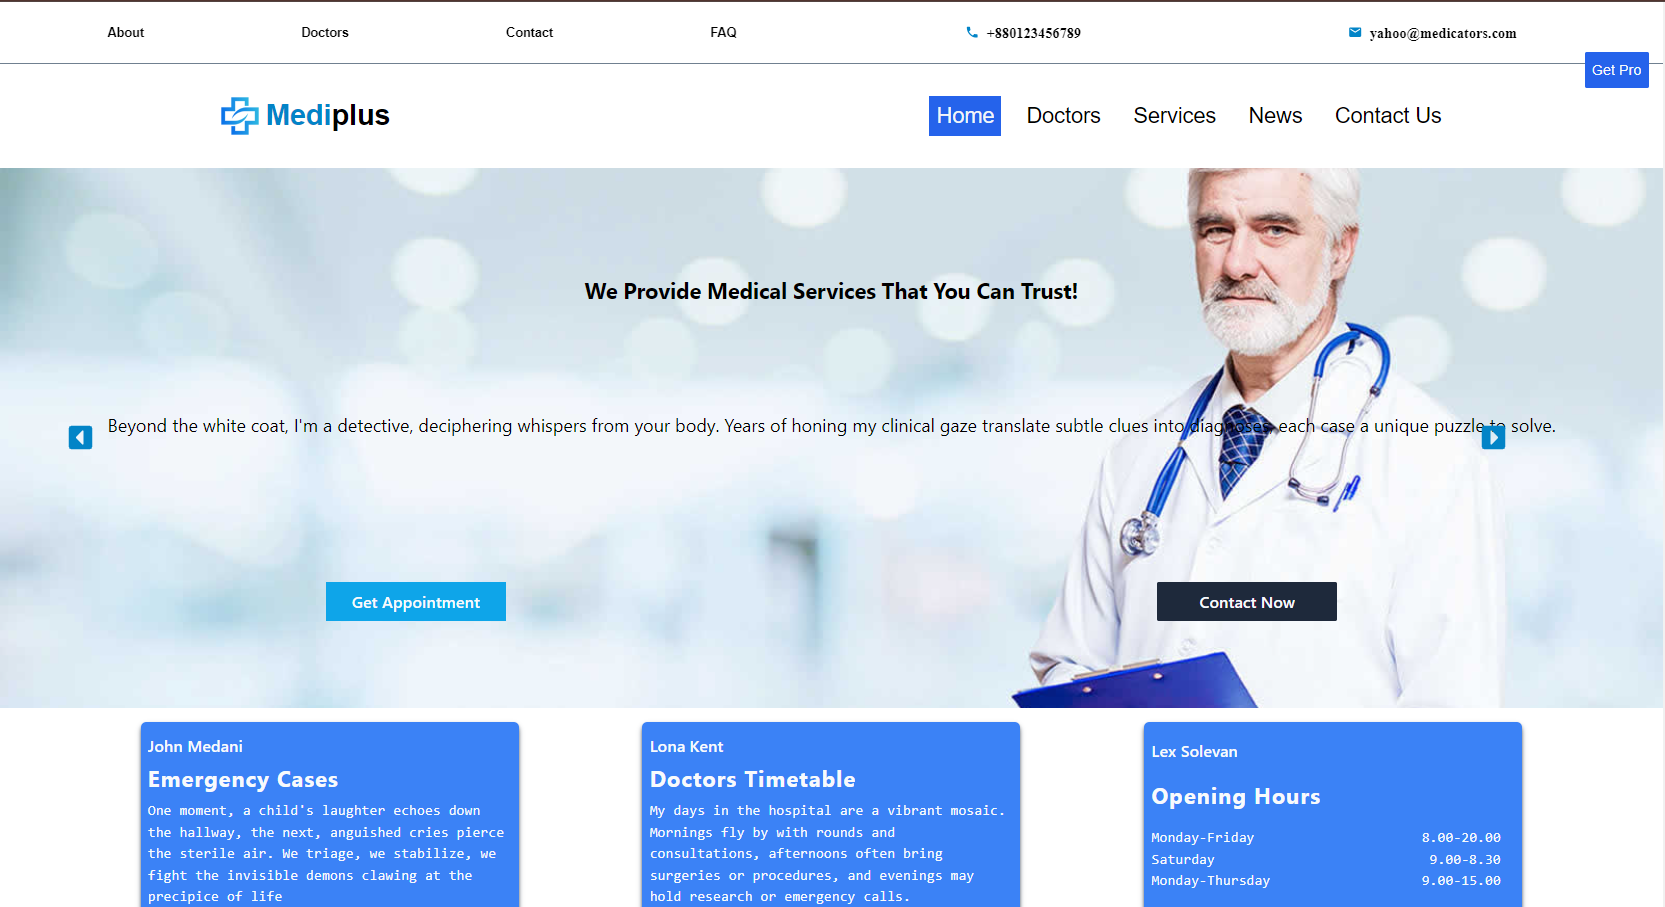 About Doctors Contact FAQ +880123456789 yahoo@medicators.com
Get Pro
Mediplus Home Doctors Services News Contact Us
We Provide Medical Services That You Can Trust!
Beyond the white coat, I'm a detective, deciphering whispers from your body. Years of honing my clinical gaze translate subtle clues into diagnoses, each case a unique puzzle to solve.
Get Appointment Contact Now
John Medani
Emergency Cases
One moment, a child's laughter echoes down
the hallway, the next, anguished cries pierce
the sterile air. We triage, we stabilize, we
fight the invisible demons clawing at the
precipice of life
Lona Kent
Doctors Timetable
My days in the hospital are a vibrant mosaic.
Mornings fly by with rounds and
consultations, afternoons often bring
surgeries or procedures, and evenings may
hold research or emergency calls.
Lex Solevan
Opening Hours
Monday-Friday 8.00-20.00
Saturday 9.00-8.30
Monday-Thursday 9.00-15.00